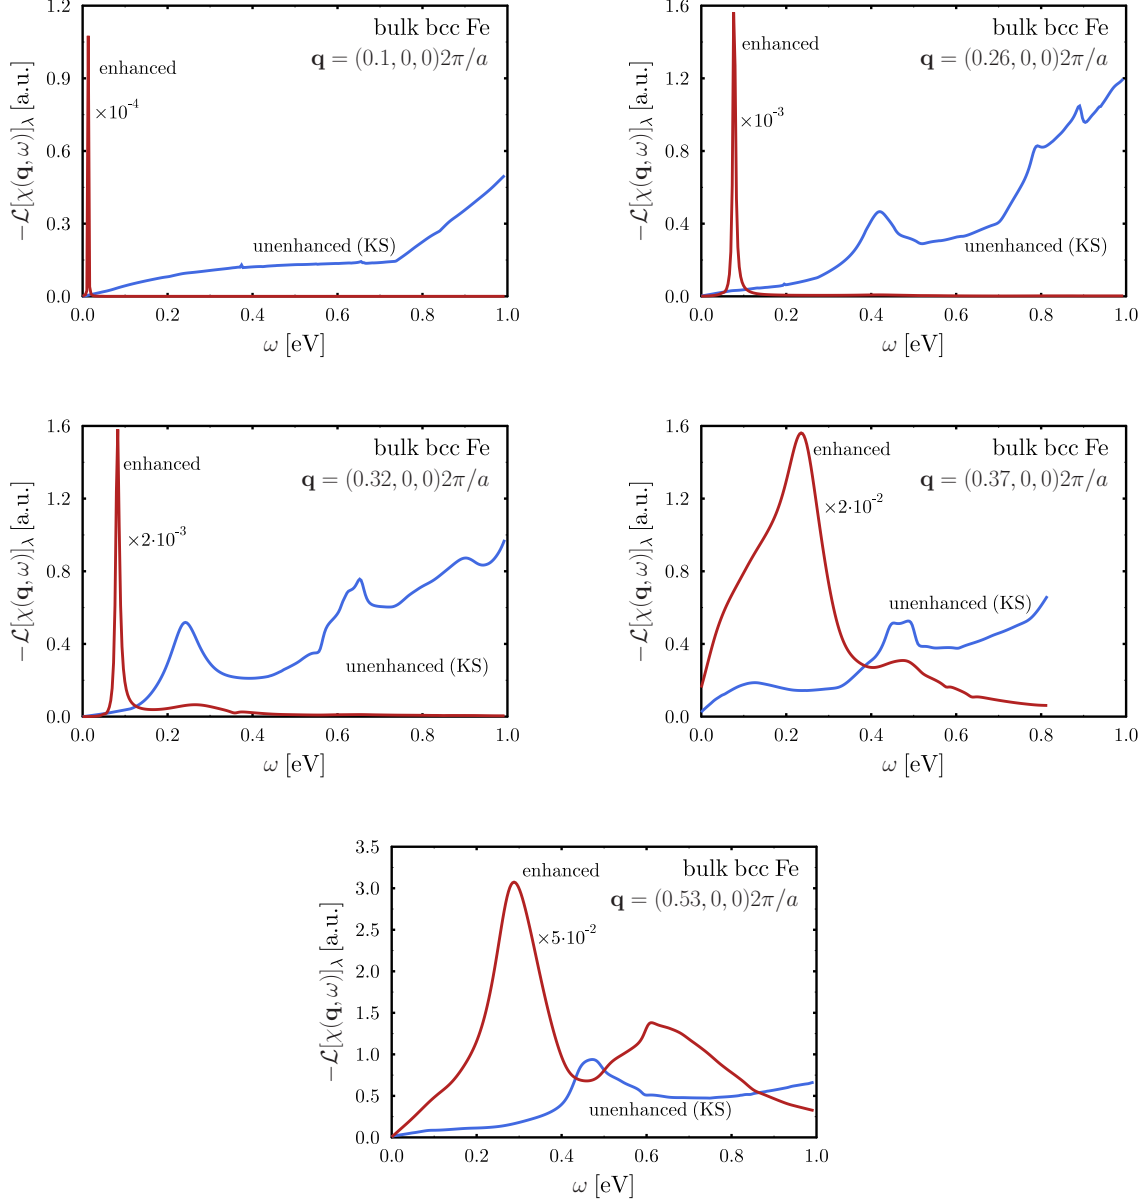 1.2
0.9
0.6
0.3
0.0
−ℒ[χ(q, ω)]λ [a.u.]
bulk bcc Fe
q = (0.1, 0, 0)2π/a
enhanced
×10⁻⁴
unenhanced (KS)
0.0 0.2 0.4 0.6 0.8 1.0
ω [eV]
1.6
1.2
0.8
0.4
0.0
−ℒ[χ(q, ω)]λ [a.u.]
bulk bcc Fe
q = (0.26, 0, 0)2π/a
enhanced
×10⁻³
unenhanced (KS)
0.0 0.2 0.4 0.6 0.8 1.0
ω [eV]
1.6
1.2
0.8
0.4
0.0
−ℒ[χ(q, ω)]λ [a.u.]
bulk bcc Fe
q = (0.32, 0, 0)2π/a
enhanced
×2·10⁻³
unenhanced (KS)
0.0 0.2 0.4 0.6 0.8 1.0
ω [eV]
1.6
1.2
0.8
0.4
0.0
−ℒ[χ(q, ω)]λ [a.u.]
bulk bcc Fe
q = (0.37, 0, 0)2π/a
enhanced
×2·10⁻²
unenhanced (KS)
0.0 0.2 0.4 0.6 0.8 1.0
ω [eV]
3.5
3.0
2.5
2.0
1.5
1.0
0.5
0.0
−ℒ[χ(q, ω)]λ [a.u.]
bulk bcc Fe
q = (0.53, 0, 0)2π/a
enhanced
×5·10⁻²
unenhanced (KS)
0.0 0.2 0.4 0.6 0.8 1.0
ω [eV]